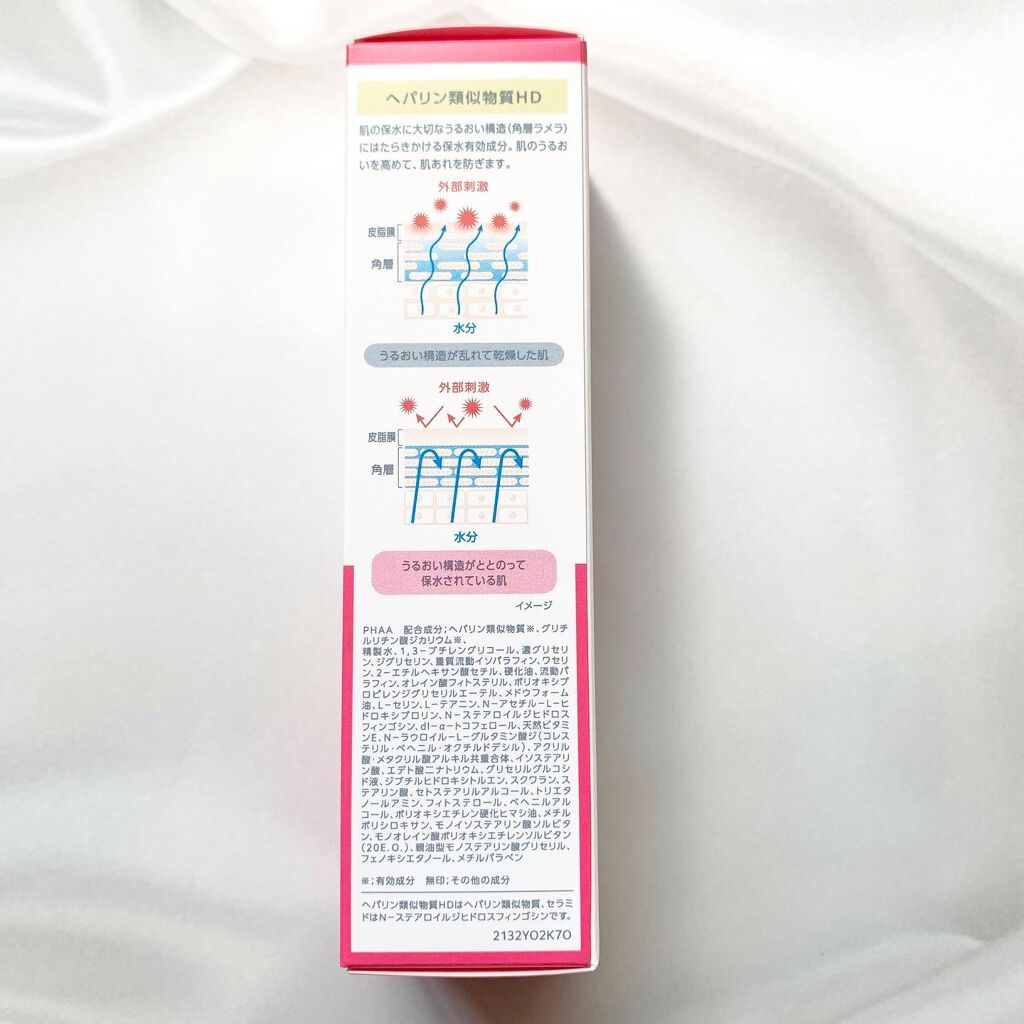 ヘパリン類似物質HD
肌の保水に大切なうるおい構造(角層ラメラ)
にはたらきかける保水有効成分。肌のうるお
いを高めて、肌あれを防ぎます。
外部刺激
皮脂膜
角層
水分
うるおい構造が乱れて乾燥した肌
外部刺激
皮脂膜
角層
水分
うるおい構造がととのって
保水されている肌
イメージ
PHAA 配合成分;ヘパリン類似物質※、グリチ
ルリチン酸ジカリウム※、
精製水、1,3-ブチレングリコール、濃グリセリ
ン、ジグリセリン、重質流動イソパラフィン、ワセリ
ン、2-エチルヘキサン酸セチル、硬化油、流動パ
ラフィン、オレイン酸フィトステリル、ポリオキシプ
ロピレンジグリセリルエーテル、メドウフォーム
油、L-セリン、L-テアニン、N-アセチル-L-ヒ
ドロキシプロリン、N-ステアロイルジヒドロス
フィンゴシン、dl-α-トコフェロール、天然ビタミ
ンE、N-ラウロイル-L-グルタミン酸ジ(コレス
テリル・ベヘニル・オクチルドデシル)、アクリル
酸・メタクリル酸アルキル共重合体、イソステアリ
ン酸、エデト酸二ナトリウム、グリセリルグルコシ
ド液、ジブチルヒドロキシトルエン、スクワラン、ス
テアリン酸、セトステアリルアルコール、トリエタ
ノールアミン、フィトステロール、ベヘニルアル
コール、ポリオキシエチレン硬化ヒマシ油、メチル
ポリシロキサン、モノイソステアリン酸ソルビタ
ン、モノオレイン酸ポリオキシエチレンソルビタン
(20E.O.)、親油型モノステアリン酸グリセリル、
フェノキシエタノール、メチルパラベン
※;有効成分 無印;その他の成分
ヘパリン類似物質HDはヘパリン類似物質、セラミ
ドはN-ステアロイルジヒドロスフィンゴシンです。
2132YO2K7O